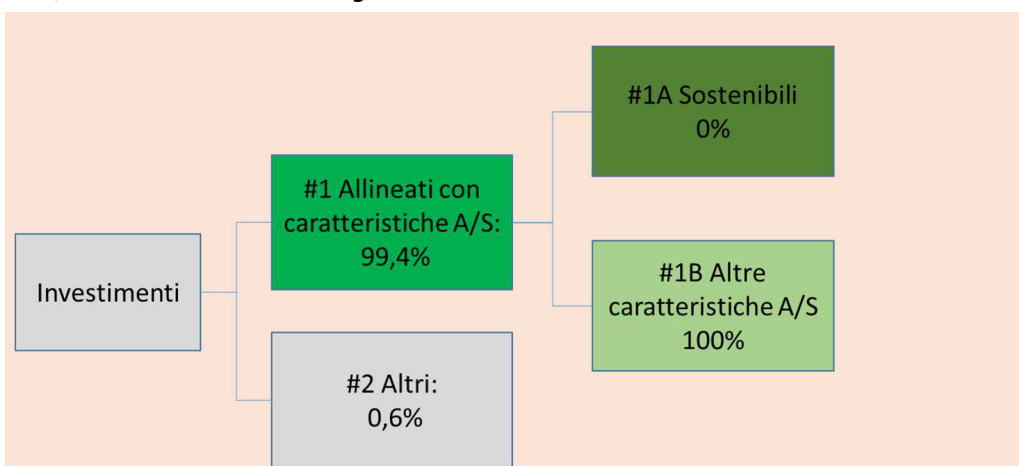 Investimenti
#1 Allineati con
caratteristiche A/S:
99,4%
#2 Altri:
0,6%
#1A Sostenibili
0%
#1B Altre
caratteristiche A/S
100%